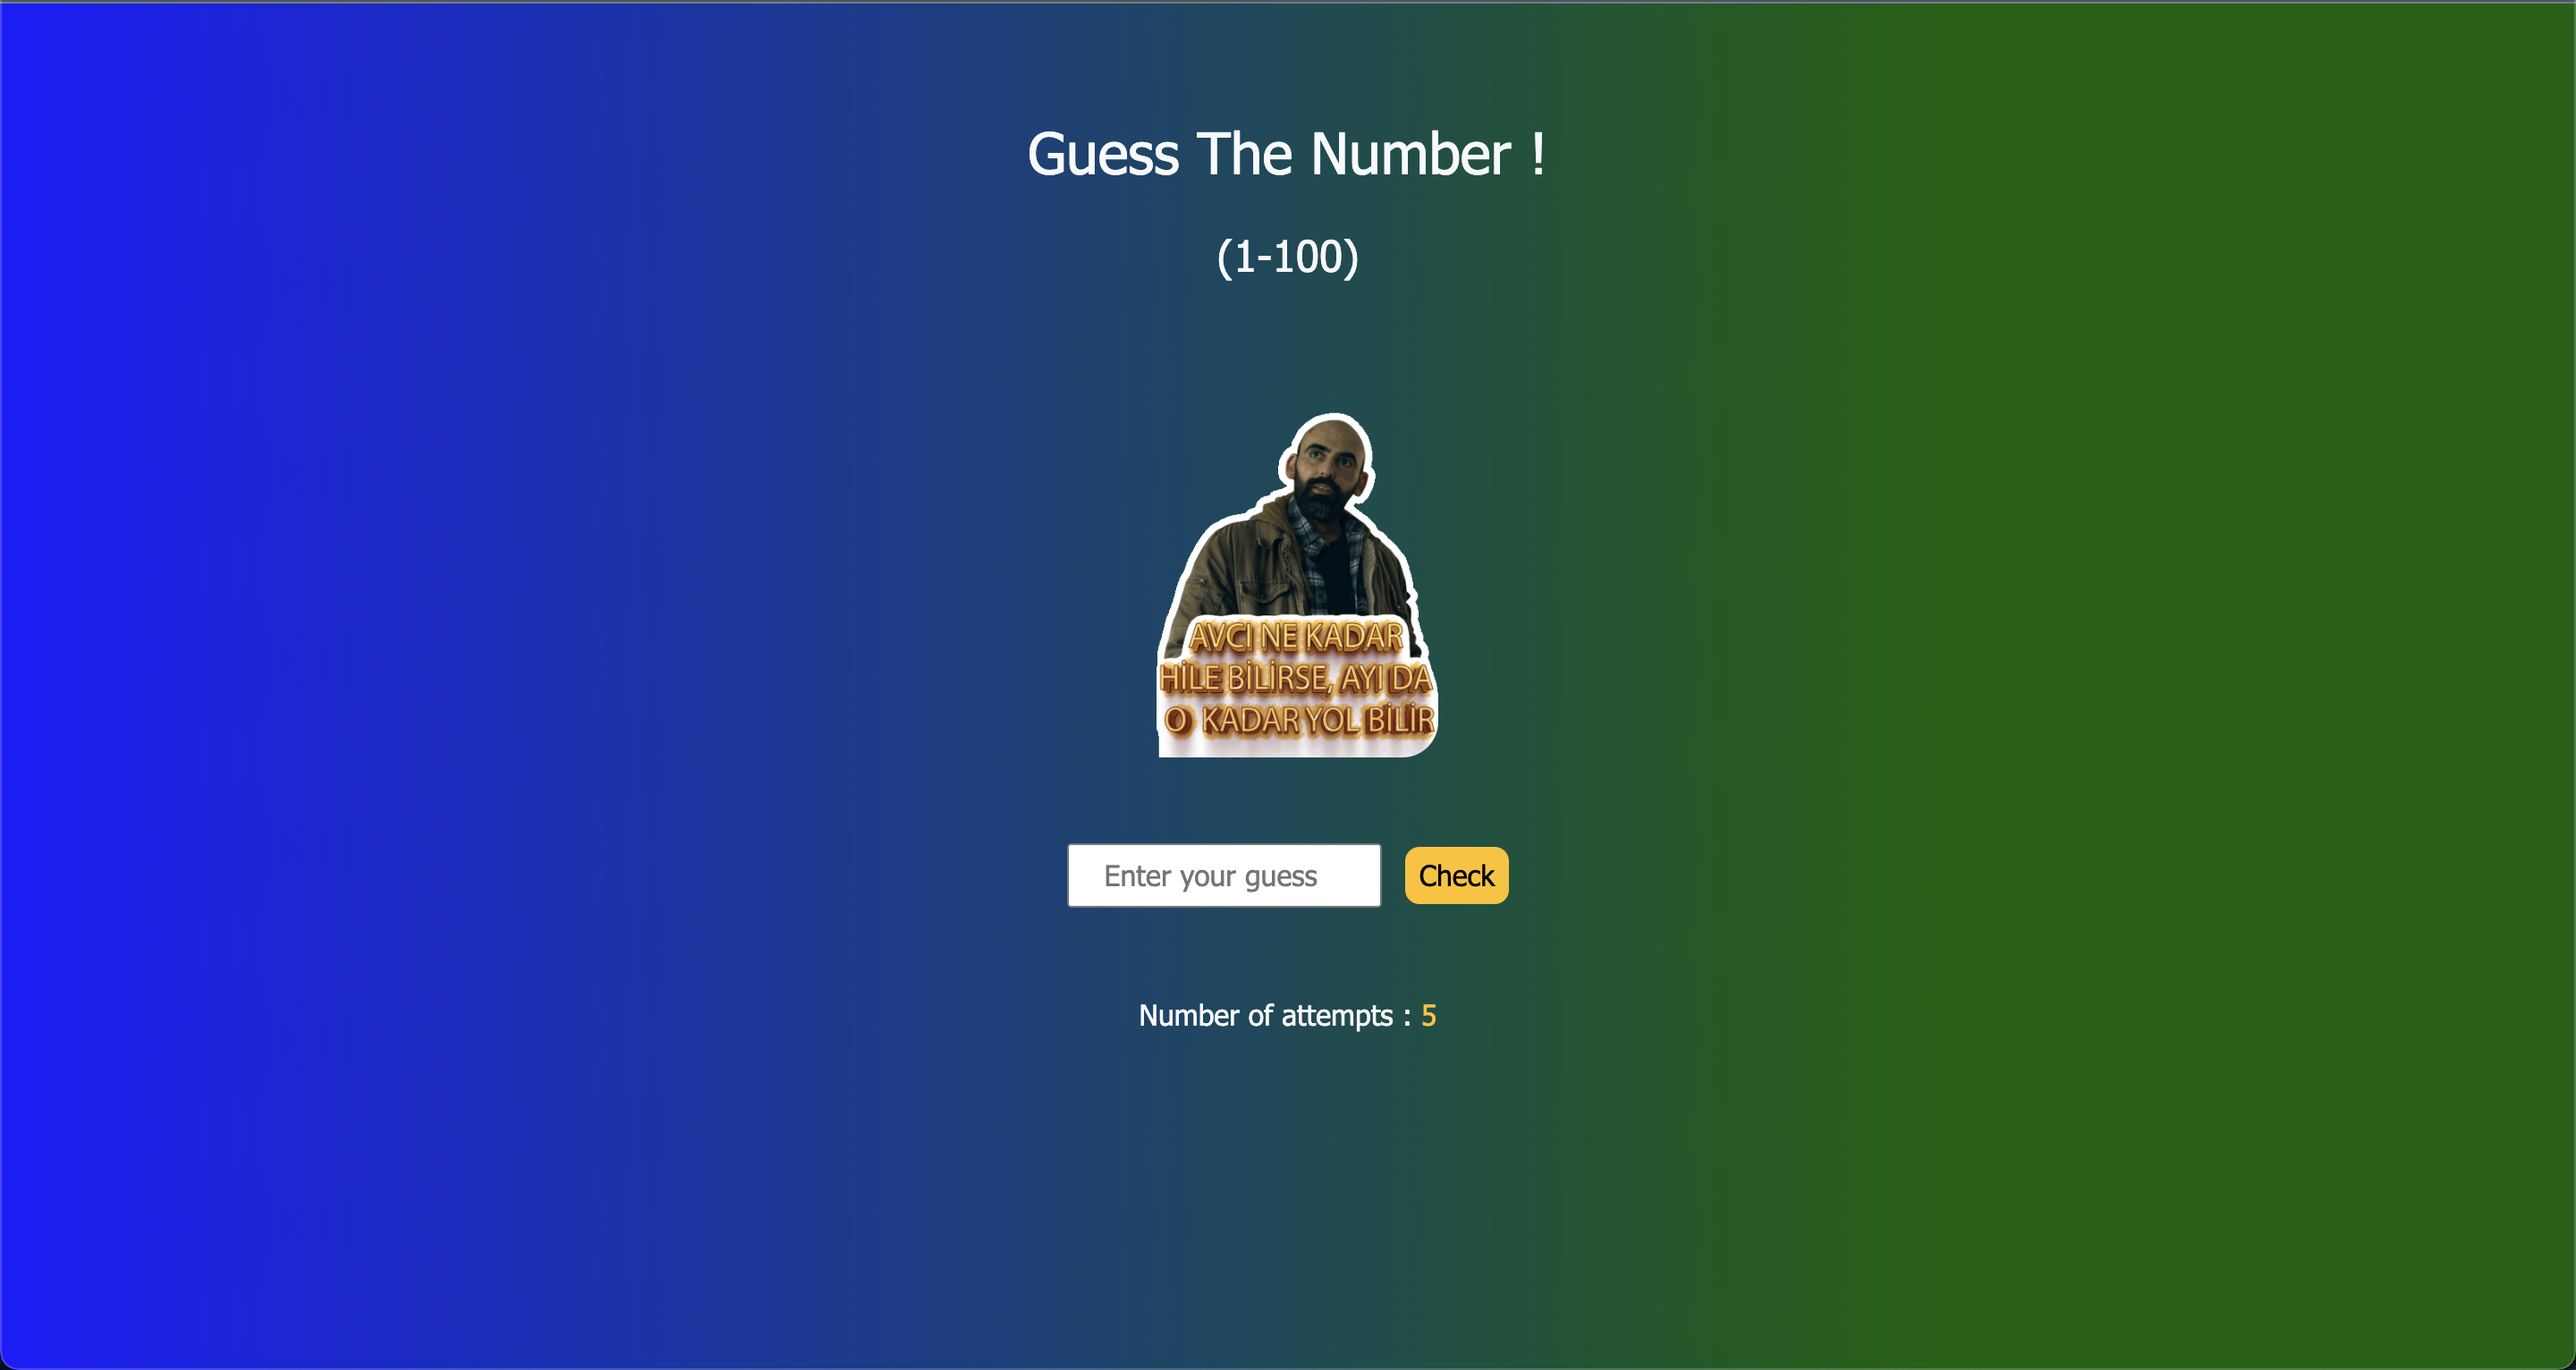 Guess The Number !
(1-100)
AVCI NE KADAR
HİLE BİLİRSE, AYI DA
O KADAR YOL BİLİR
Enter your guess
Check
Number of attempts : 5